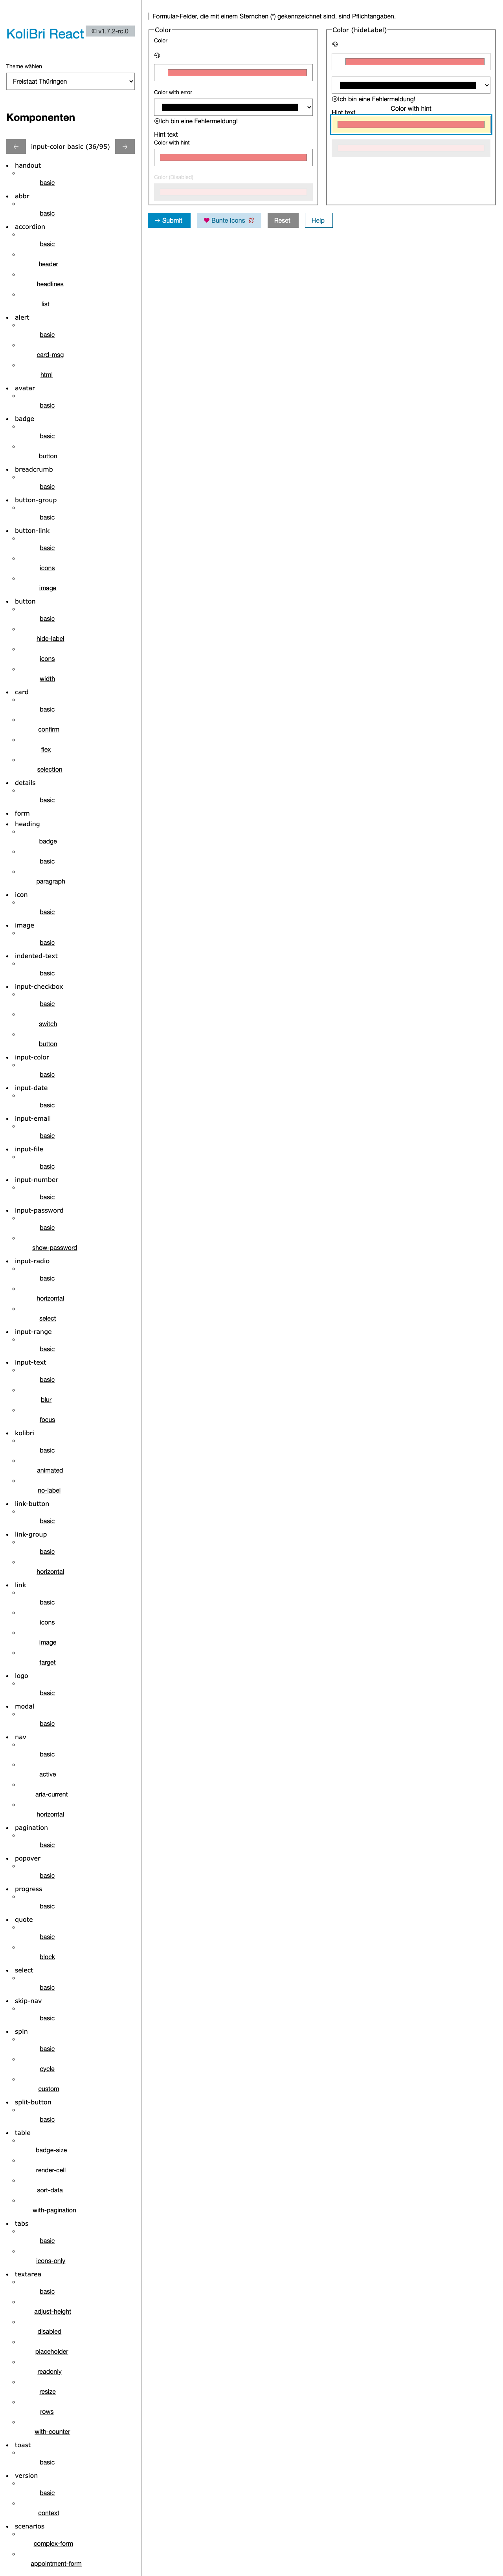 KoliBri React
v1.7.2-rc.0
Theme wählen
Freistaat Thüringen
Komponenten
input-color basic (36/95)
handout
basic
abbr
basic
accordion
basic
header
headlines
list
alert
basic
card-msg
html
avatar
basic
badge
basic
button
breadcrumb
basic
button-group
basic
button-link
basic
icons
image
button
basic
hide-label
icons
width
card
basic
confirm
flex
selection
details
basic
form
heading
badge
basic
paragraph
icon
basic
image
basic
indented-text
basic
input-checkbox
basic
switch
button
input-color
basic
input-date
basic
input-email
basic
input-file
basic
input-number
basic
input-password
basic
show-password
input-radio
basic
horizontal
select
input-range
basic
input-text
basic
blur
focus
kolibri
basic
animated
no-label
link-button
basic
link-group
basic
horizontal
link
basic
icons
image
target
logo
basic
modal
basic
nav
basic
active
aria-current
horizontal
pagination
basic
popover
basic
progress
basic
quote
basic
block
select
basic
skip-nav
basic
spin
basic
cycle
custom
split-button
basic
table
badge-size
render-cell
sort-data
with-pagination
tabs
basic
icons-only
textarea
basic
adjust-height
disabled
placeholder
readonly
resize
rows
with-counter
toast
basic
version
basic
context
scenarios
complex-form
appointment-form
Formular-Felder, die mit einem Sternchen (*) gekennzeichnet sind, sind Pflichtangaben.
Color
Color
Color with error
Ich bin eine Fehlermeldung!
Hint text
Color with hint
Color (Disabled)
Color (hideLabel)
Ich bin eine Fehlermeldung!
Color with hint
Hint text
Submit
Bunte Icons
Reset
Help